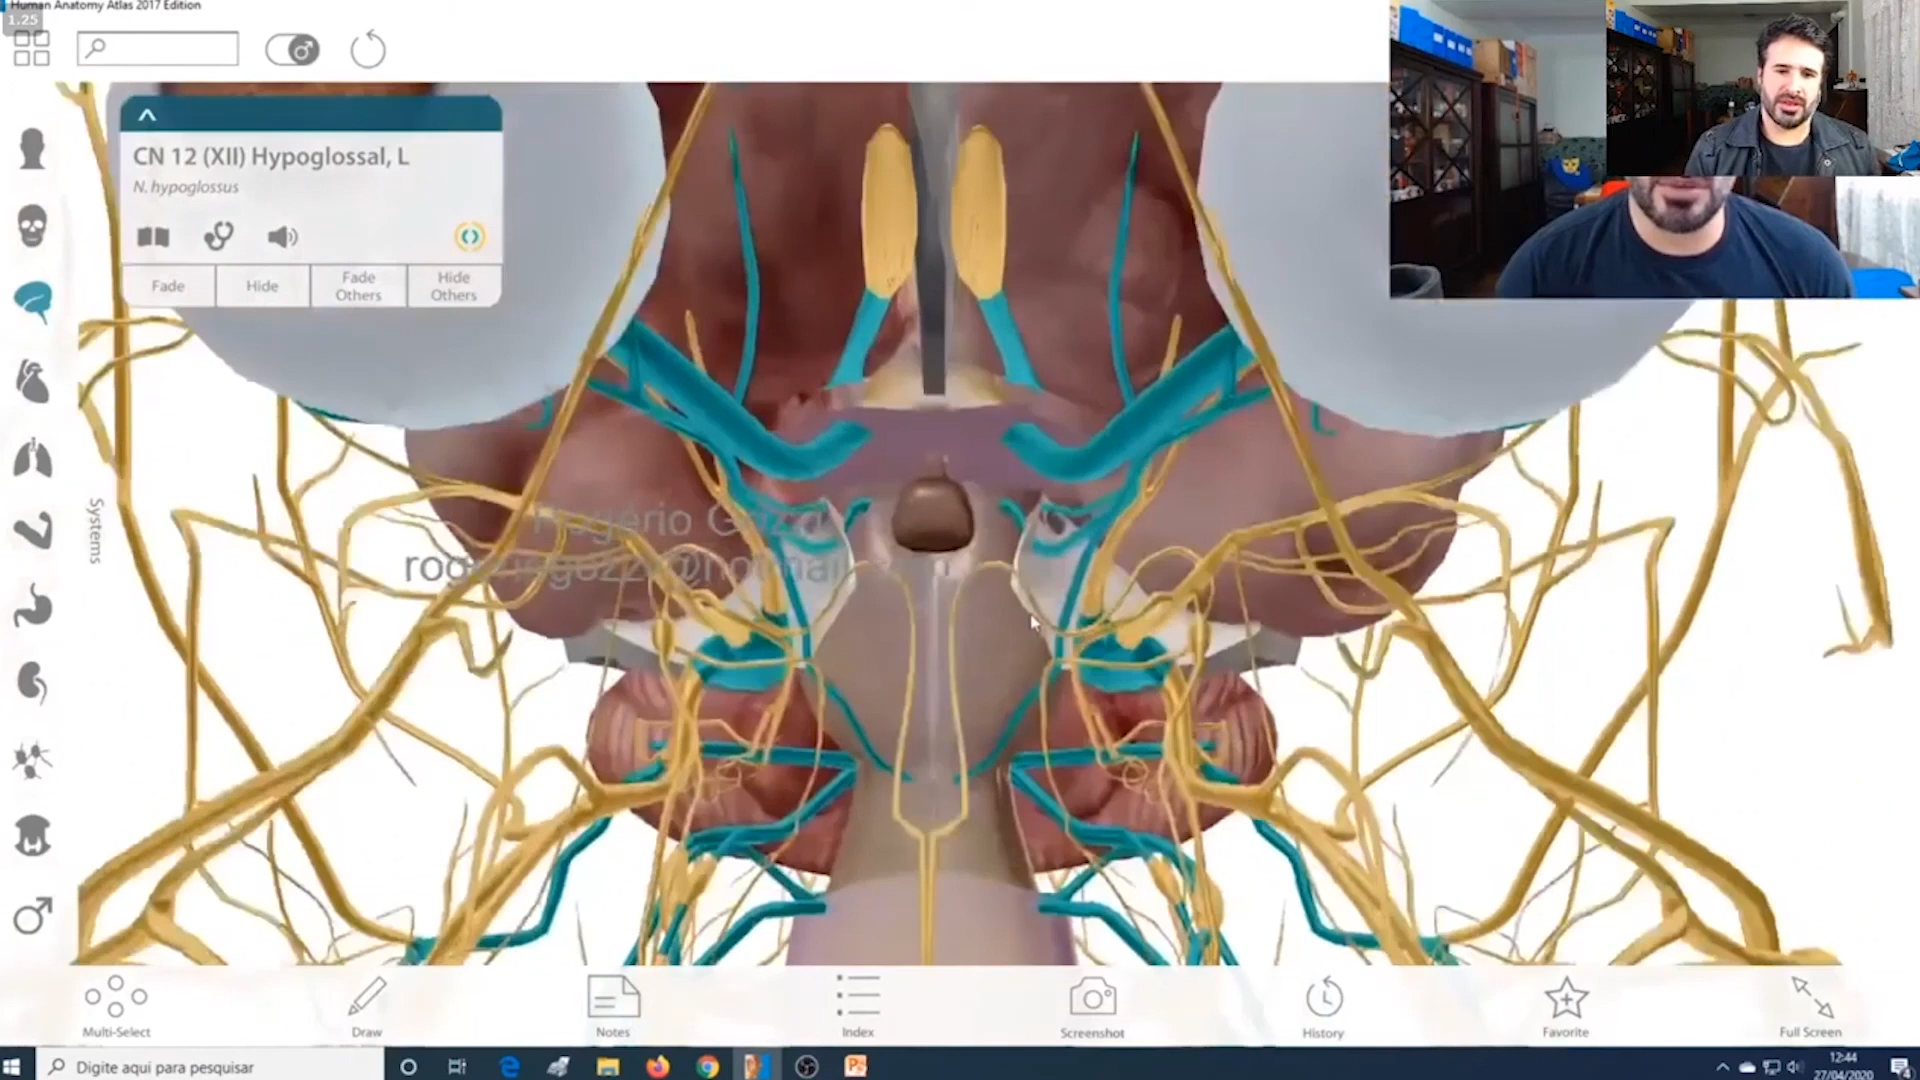 Human Anatomy Atlas 2017 Edition
1.25
CN 12 (XII) Hypoglossal, L
N. hypoglossus
Fade
Hide
Fade Others
Hide Others
Systems
Rogério
Multi-Select
Draw
Notes
Index
Screenshot
History
Favorite
Full Screen
Digite aqui para pesquisar
12:44
27/04/2020